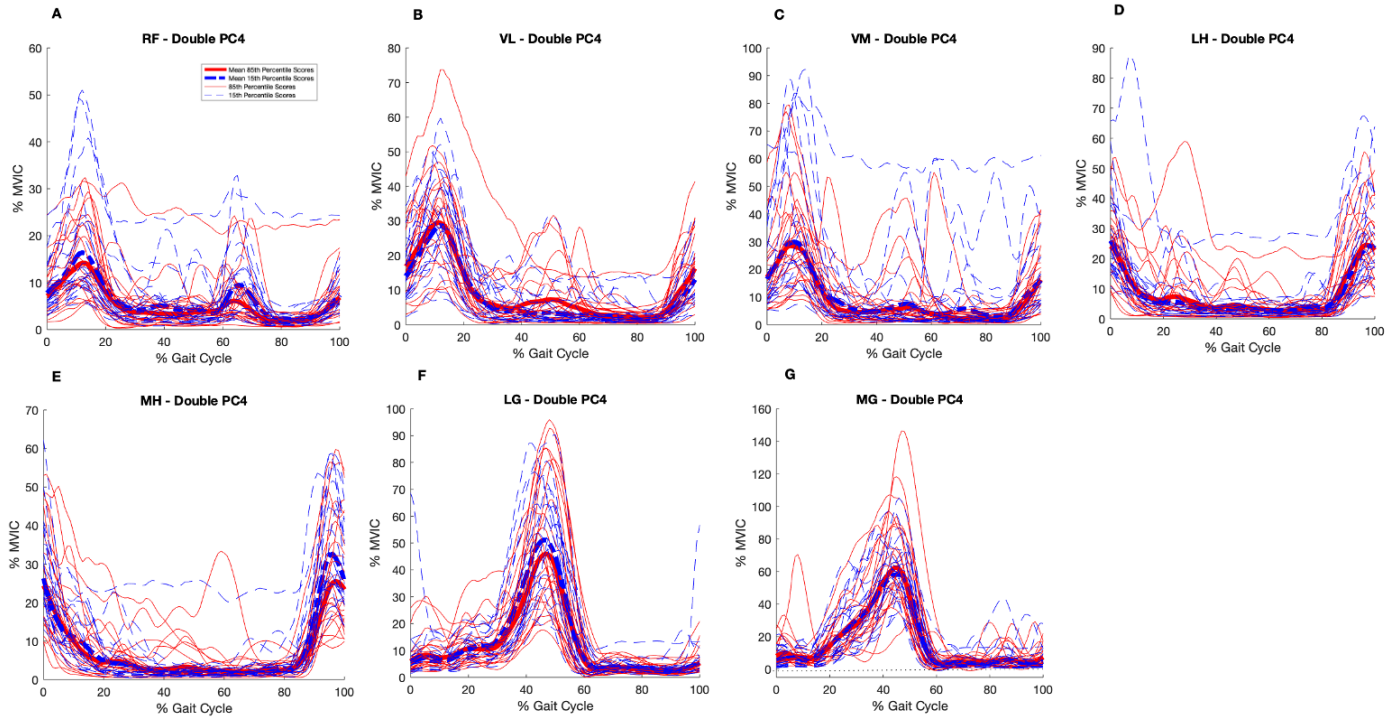 A
RF - Double PC4
60
50
40
30
20
10
0
% MVIC
0 20 40 60 80 100
% Gait Cycle
Mean 85th Percentile Scores
Mean 15th Percentile Scores
85th Percentile Scores
15th Percentile Scores
B
VL - Double PC4
80
70
60
50
40
30
20
10
0
% MVIC
0 20 40 60 80 100
% Gait Cycle
C
VM - Double PC4
100
90
80
70
60
50
40
30
20
10
0
% MVIC
0 20 40 60 80 100
% Gait Cycle
D
LH - Double PC4
90
80
70
60
50
40
30
20
10
0
% MVIC
0 20 40 60 80 100
% Gait Cycle
E
MH - Double PC4
70
60
50
40
30
20
10
0
% MVIC
0 20 40 60 80 100
% Gait Cycle
F
LG - Double PC4
100
90
80
70
60
50
40
30
20
10
0
% MVIC
0 20 40 60 80 100
% Gait Cycle
G
MG - Double PC4
160
140
120
100
80
60
40
20
0
% MVIC
0 20 40 60 80 100
% Gait Cycle